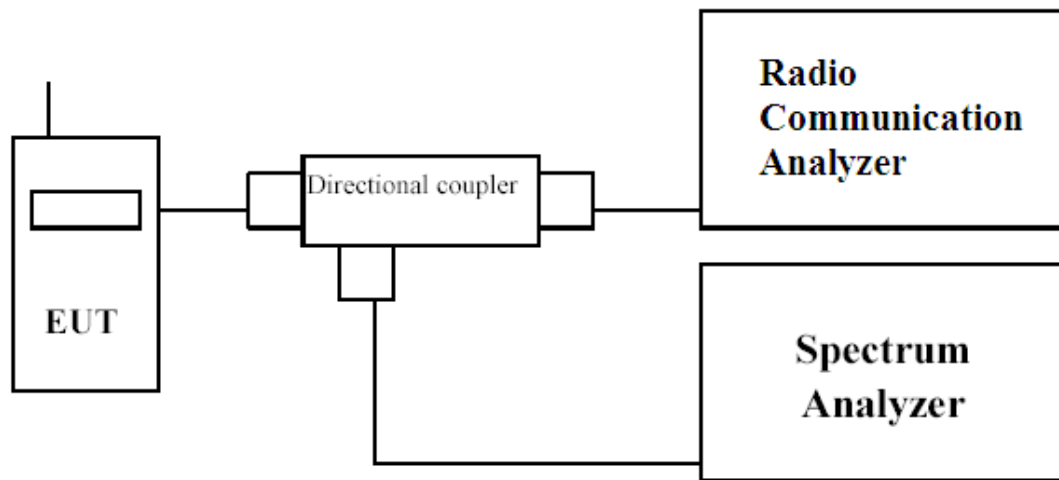 Radio
Communication
Analyzer
Directional coupler
EUT
Spectrum
Analyzer